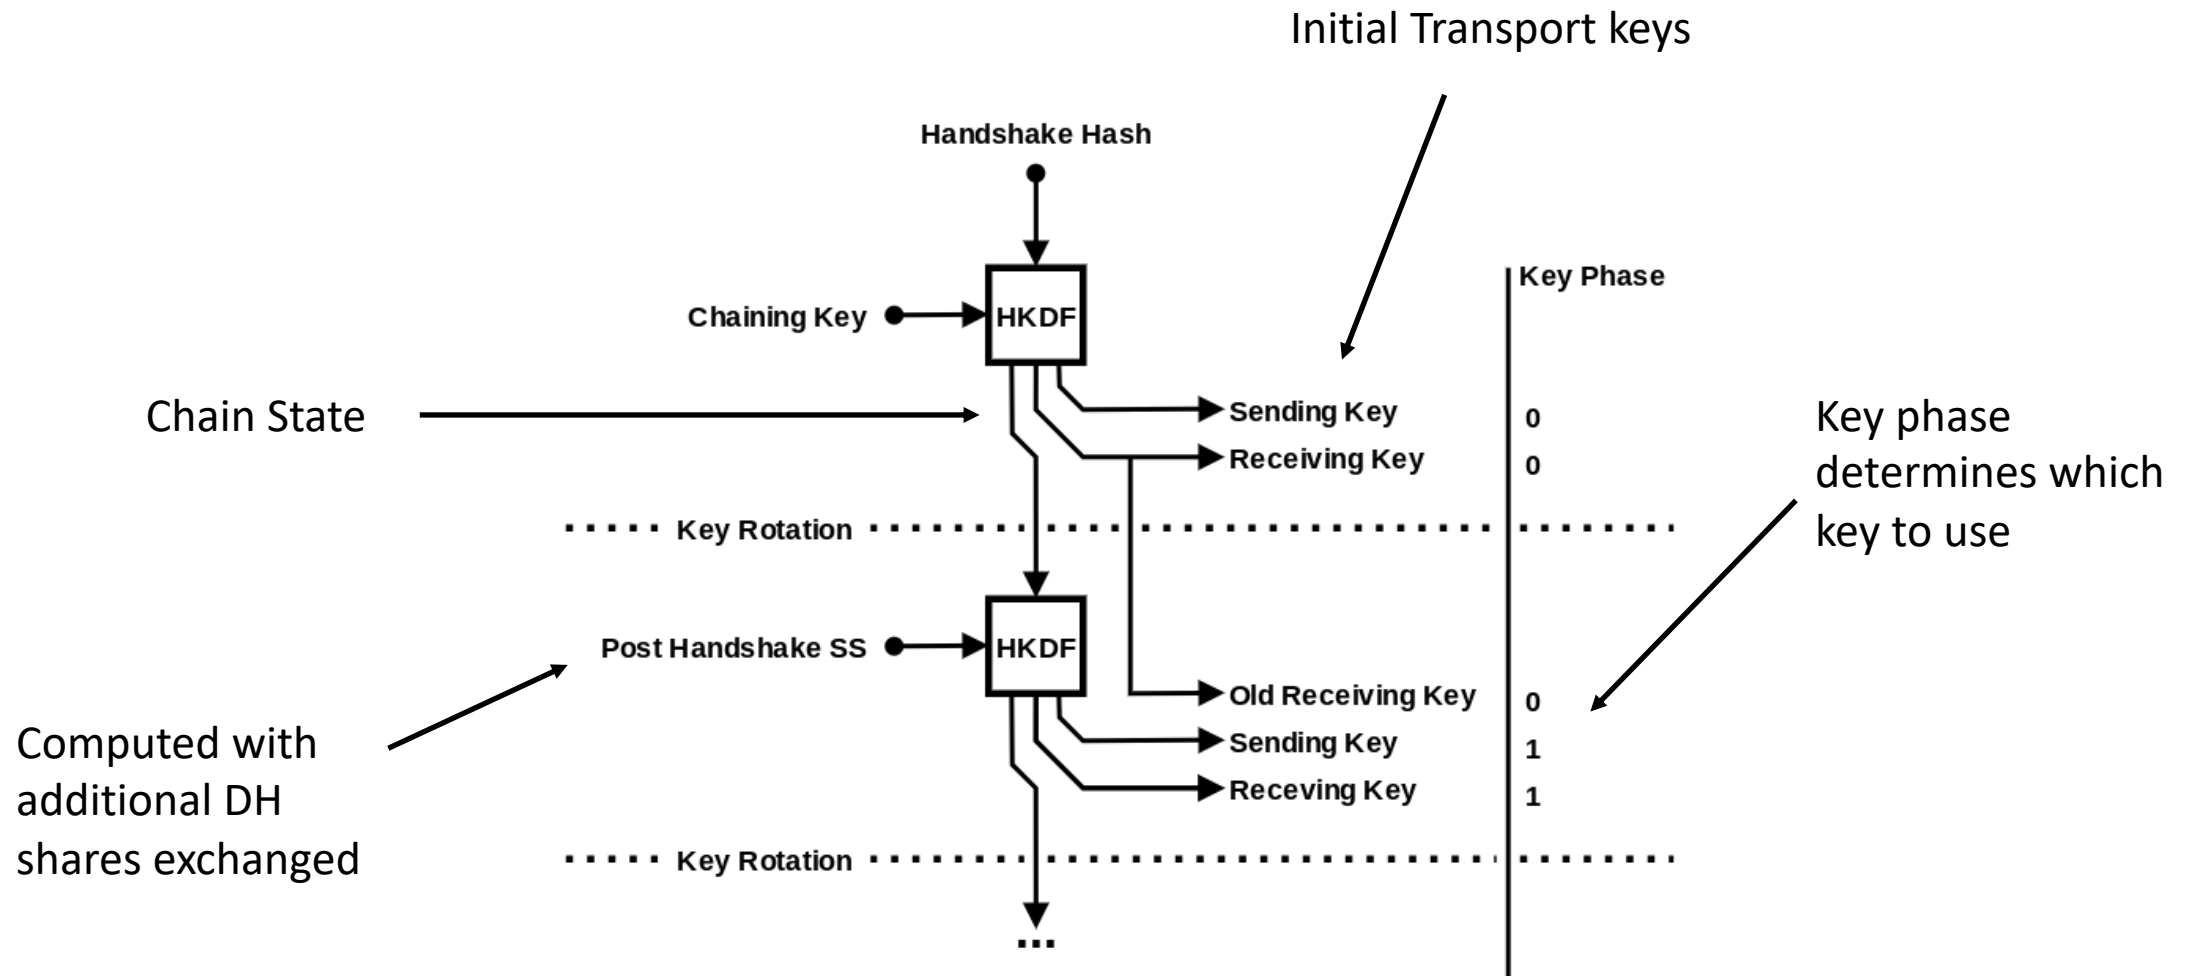 Initial Transport keys
Handshake Hash
Key Phase
Chaining Key
HKDF
Chain State
Sending Key
0
Receiving Key
0
Key phase
determines which
key to use
Key Rotation
Post Handshake SS
HKDF
Old Receiving Key
0
Sending Key
1
Receving Key
1
Computed with
additional DH
shares exchanged
Key Rotation
...